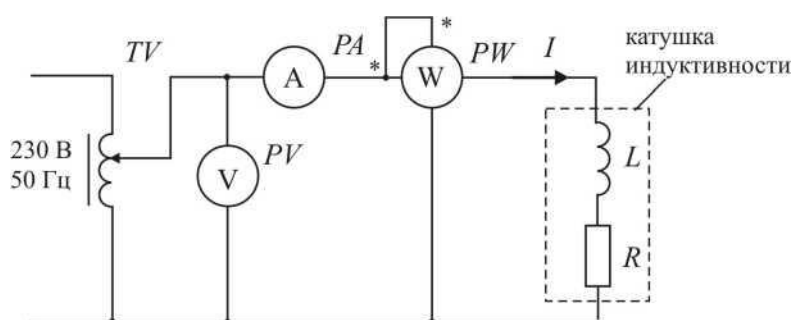 TV
PA
*
*
PW
I
катушка
индуктивности
A
W
230 В
50 Гц
PV
V
L
R